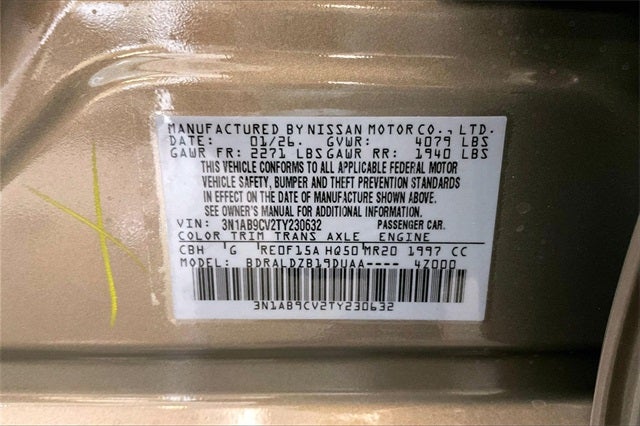 MANUFACTURED BY NISSAN MOTOR CO., LTD.
DATE: 01/26. GVWR: 4079 LBS
GAWR FR: 2271 LBS GAWR RR: 1940 LBS
THIS VEHICLE CONFORMS TO ALL APPLICABLE FEDERAL MOTOR
VEHICLE SAFETY, BUMPER AND THEFT PREVENTION STANDARDS
IN EFFECT ON THE DATE OF MANUFACTURE SHOWN ABOVE.
SEE OWNER'S MANUAL FOR ADDITIONAL INFORMATION.
VIN: 3N1AB9CV2TY230632 PASSENGER CAR.
COLOR TRIM TRANS AXLE ENGINE
CBH G RE0F15A HQ50 MR20 1997 CC
MODEL: BDRALDZB19DUAA---- 4Z000
3N1AB9CV2TY230632